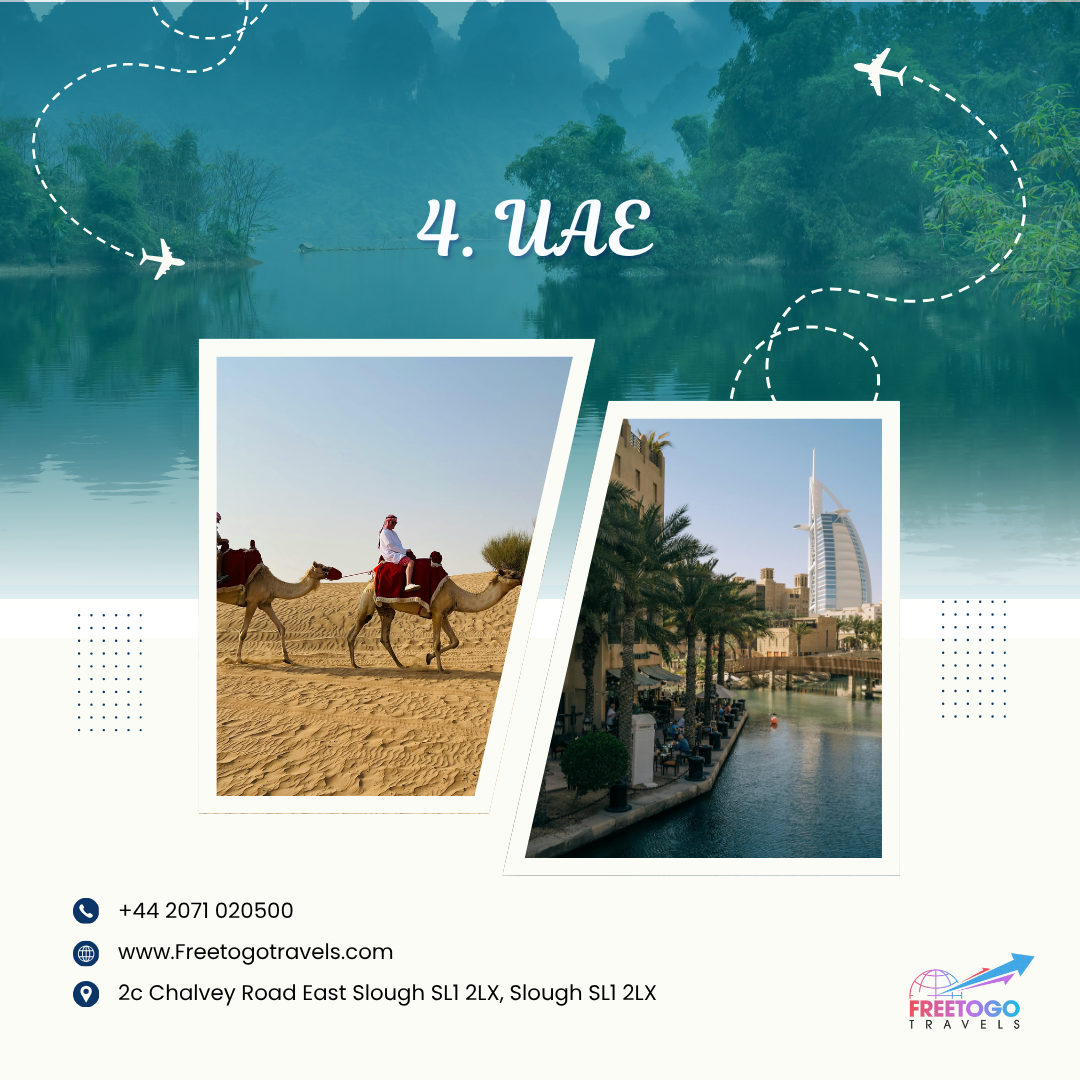 4. UAE
+44 2071 020500
www.Freetogotravels.com
2c Chalvey Road East Slough SL1 2LX, Slough SL1 2LX
FREETOGO
TRAVELS